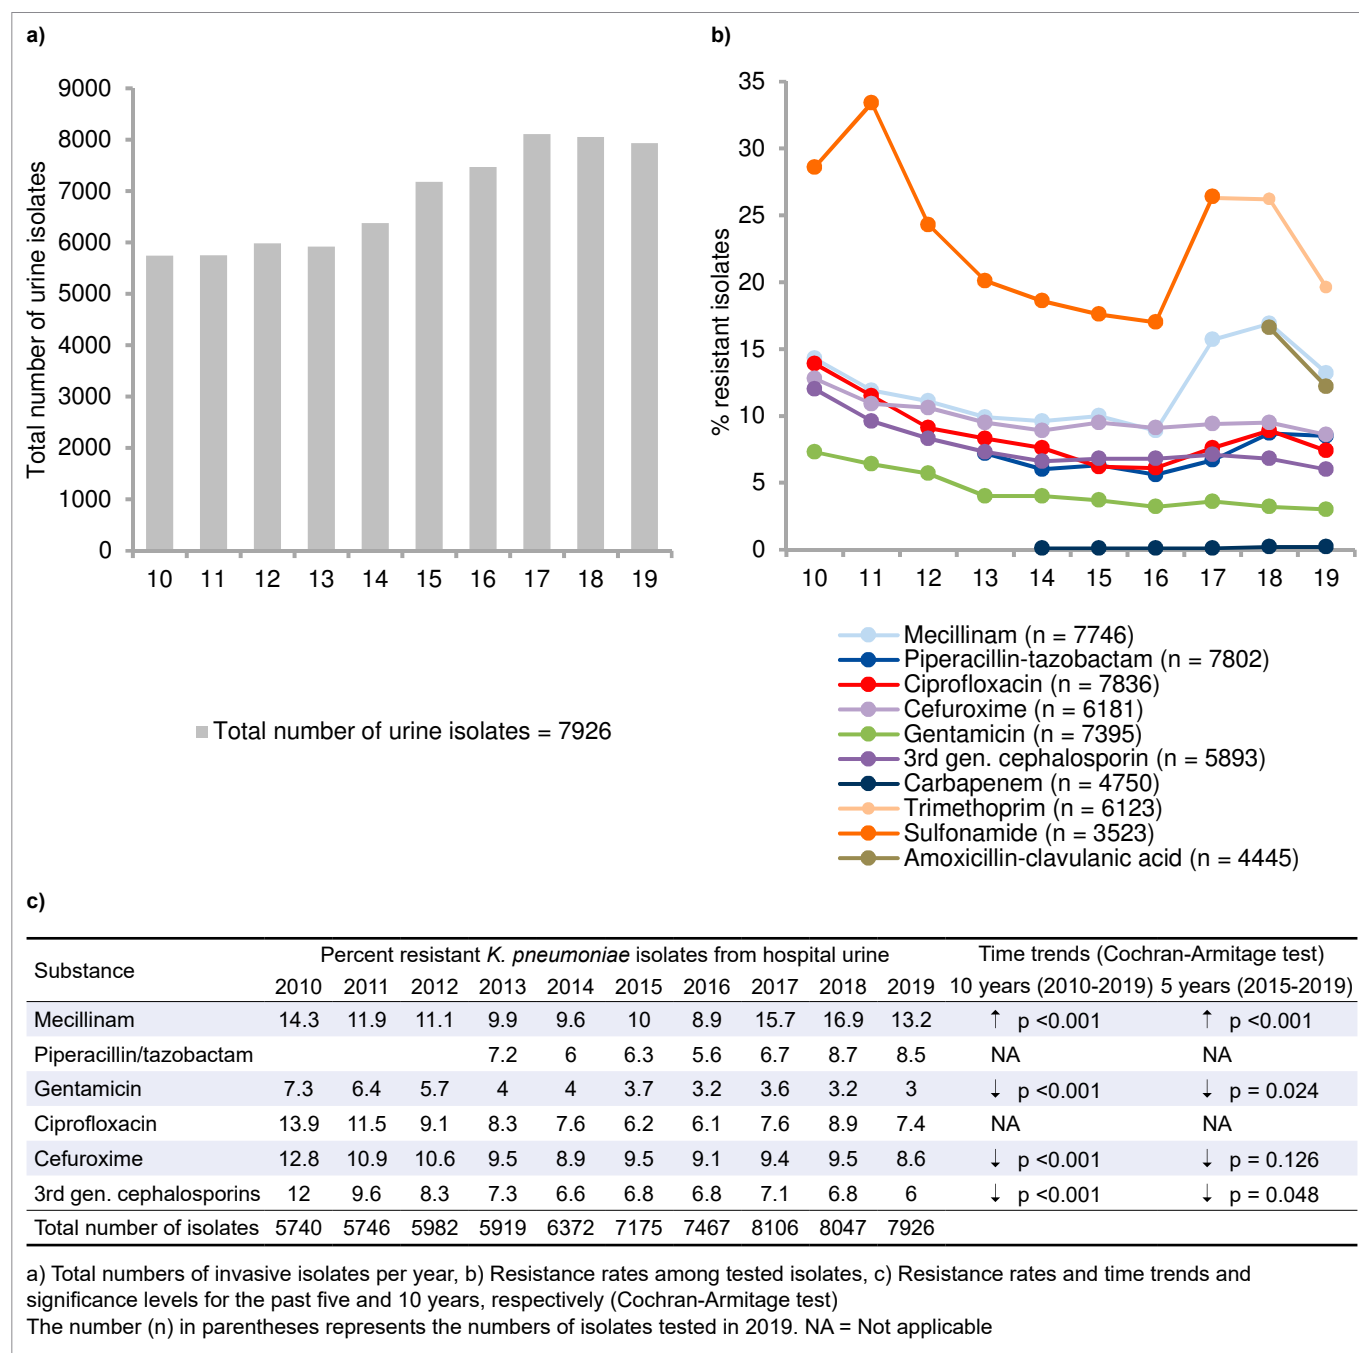 a)
Total number of urine isolates
9000
8000
7000
6000
5000
4000
3000
2000
1000
0
10 11 12 13 14 15 16 17 18 19
Total number of urine isolates = 7926
b)
% resistant isolates
35
30
25
20
15
10
5
0
10 11 12 13 14 15 16 17 18 19
Mecillinam (n = 7746)
Piperacillin-tazobactam (n = 7802)
Ciprofloxacin (n = 7836)
Cefuroxime (n = 6181)
Gentamicin (n = 7395)
3rd gen. cephalosporin (n = 5893)
Carbapenem (n = 4750)
Trimethoprim (n = 6123)
Sulfonamide (n = 3523)
Amoxicillin-clavulanic acid (n = 4445)
c)
Substance Percent resistant K. pneumoniae isolates from hospital urine Time trends (Cochran-Armitage test)
2010 2011 2012 2013 2014 2015 2016 2017 2018 2019 10 years (2010-2019) 5 years (2015-2019)
Mecillinam 14.3 11.9 11.1 9.9 9.6 10 8.9 15.7 16.9 13.2 ↑ p <0.001 ↑ p <0.001
Piperacillin/tazobactam 7.2 6 6.3 5.6 6.7 8.7 8.5 NA NA
Gentamicin 7.3 6.4 5.7 4 4 3.7 3.2 3.6 3.2 3 ↓ p <0.001 ↓ p = 0.024
Ciprofloxacin 13.9 11.5 9.1 8.3 7.6 6.2 6.1 7.6 8.9 7.4 NA NA
Cefuroxime 12.8 10.9 10.6 9.5 8.9 9.5 9.1 9.4 9.5 8.6 ↓ p <0.001 ↓ p = 0.126
3rd gen. cephalosporins 12 9.6 8.3 7.3 6.6 6.8 6.8 7.1 6.8 6 ↓ p <0.001 ↓ p = 0.048
Total number of isolates 5740 5746 5982 5919 6372 7175 7467 8106 8047 7926
a) Total numbers of invasive isolates per year, b) Resistance rates among tested isolates, c) Resistance rates and time trends and
significance levels for the past five and 10 years, respectively (Cochran-Armitage test)
The number (n) in parentheses represents the numbers of isolates tested in 2019. NA = Not applicable